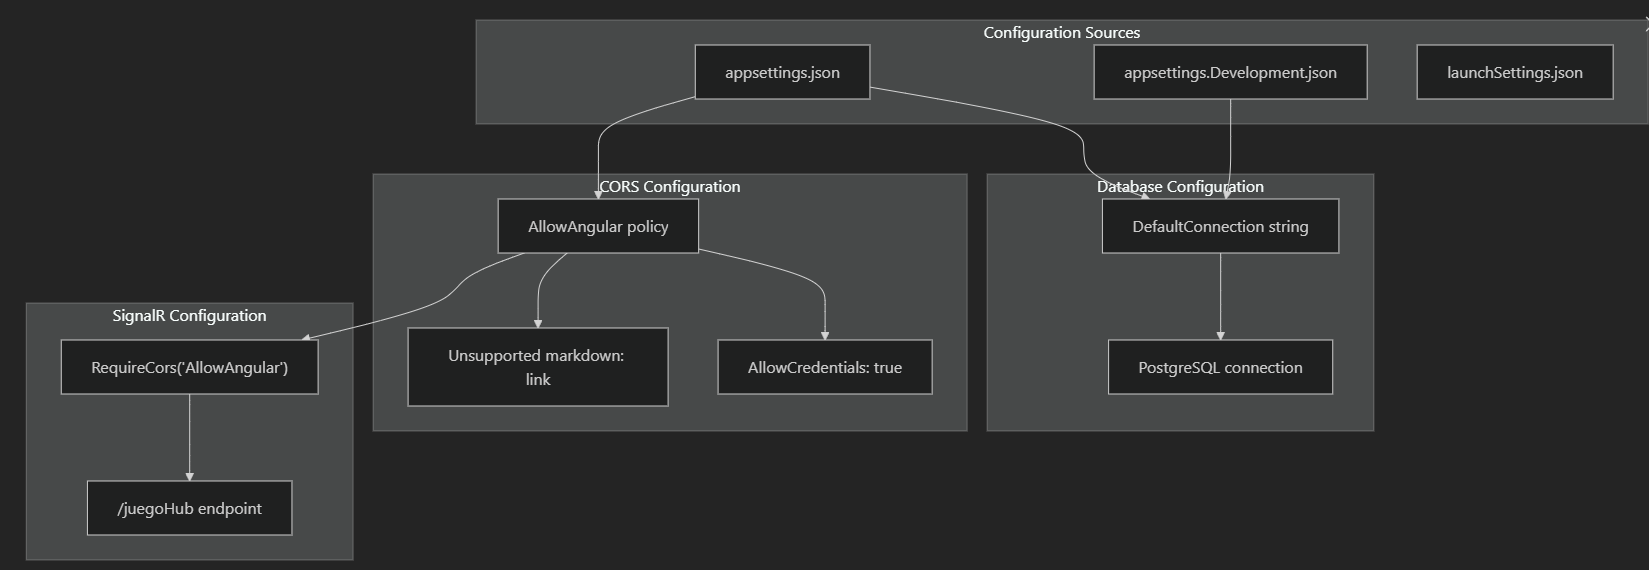 Configuration Sources
appsettings.json
appsettings.Development.json
launchSettings.json
CORS Configuration
Database Configuration
AllowAngular policy
DefaultConnection string
SignalR Configuration
RequireCors('AllowAngular')
Unsupported markdown:
link
AllowCredentials: true
PostgreSQL connection
/juegoHub endpoint